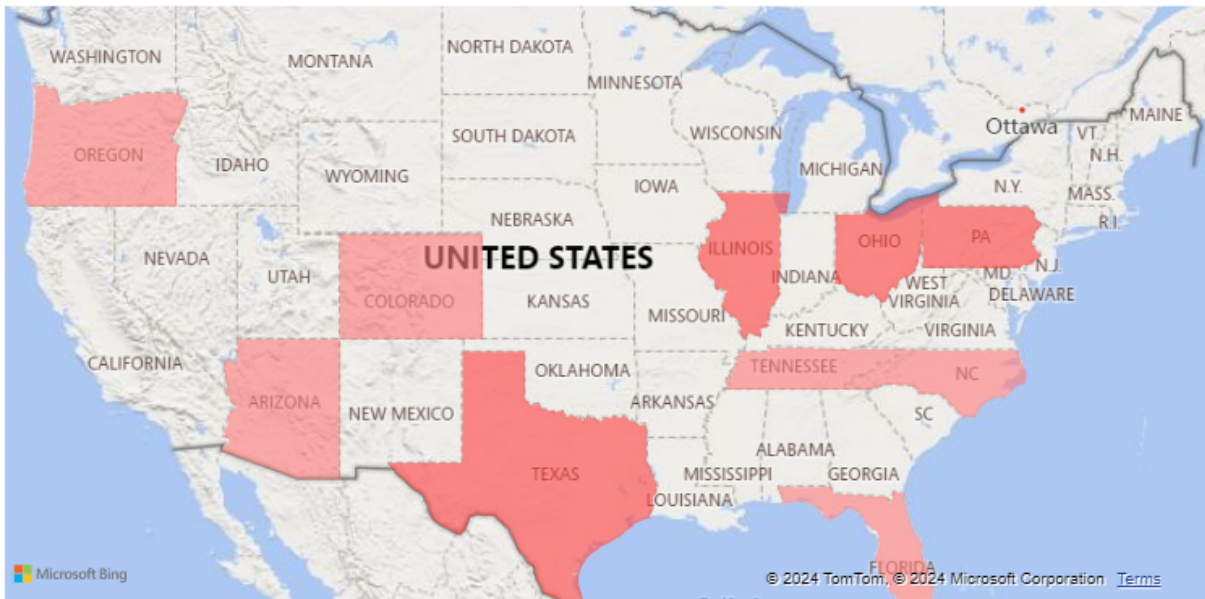 WASHINGTON
MONTANA
NORTH DAKOTA
MINNESOTA
MAINE
OREGON
IDAHO
SOUTH DAKOTA
WISCONSIN
Ottawa
VT.
N.H.
WYOMING
MICHIGAN
IOWA
N.Y.
MASS.
NEBRASKA
R.I.
NEVADA
UTAH
UNITED STATES
ILLINOIS
OHIO
PA
INDIANA
N.J.
MD.
COLORADO
KANSAS
WEST
VIRGINIA
DELAWARE
MISSOURI
KENTUCKY
VIRGINIA
CALIFORNIA
OKLAHOMA
TENNESSEE
NC
ARIZONA
NEW MEXICO
ARKANSAS
SC
ALABAMA
TEXAS
MISSISSIPPI
GEORGIA
LOUISIANA
FLORIDA
Microsoft Bing
© 2024 TomTom, © 2024 Microsoft Corporation Terms